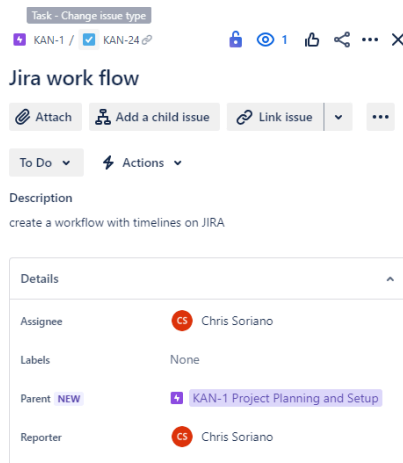 Task - Change issue type
KAN-1 / KAN-24 1
Jira work flow
Attach Add a child issue Link issue
To Do Actions
Description
create a workflow with timelines on JIRA
Details
Assignee CS Chris Soriano
Labels None
Parent NEW KAN-1 Project Planning and Setup
Reporter CS Chris Soriano